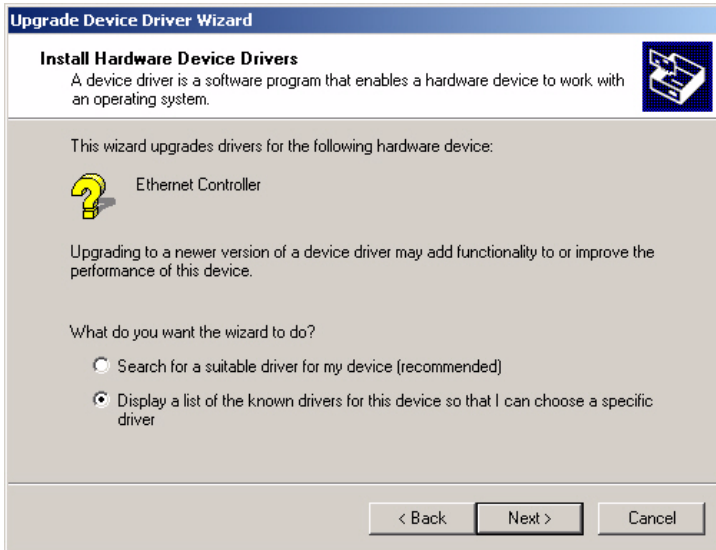 Upgrade Device Driver Wizard
Install Hardware Device Drivers
A device driver is a software program that enables a hardware device to work with
an operating system.
This wizard upgrades drivers for the following hardware device:
Ethernet Controller
Upgrading to a newer version of a device driver may add functionality to or improve the
performance of this device.
What do you want the wizard to do?
Search for a suitable driver for my device (recommended)
Display a list of the known drivers for this device so that I can choose a specific
driver
< Back Next > Cancel